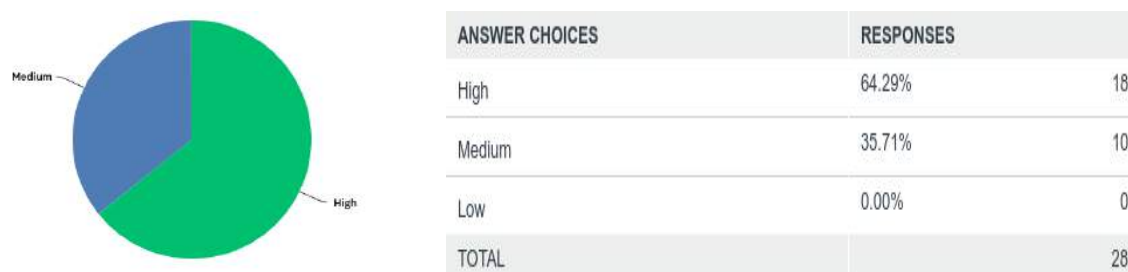 Medium
High
ANSWER CHOICES RESPONSES
High 64.29% 18
Medium 35.71% 10
Low 0.00% 0
TOTAL 28